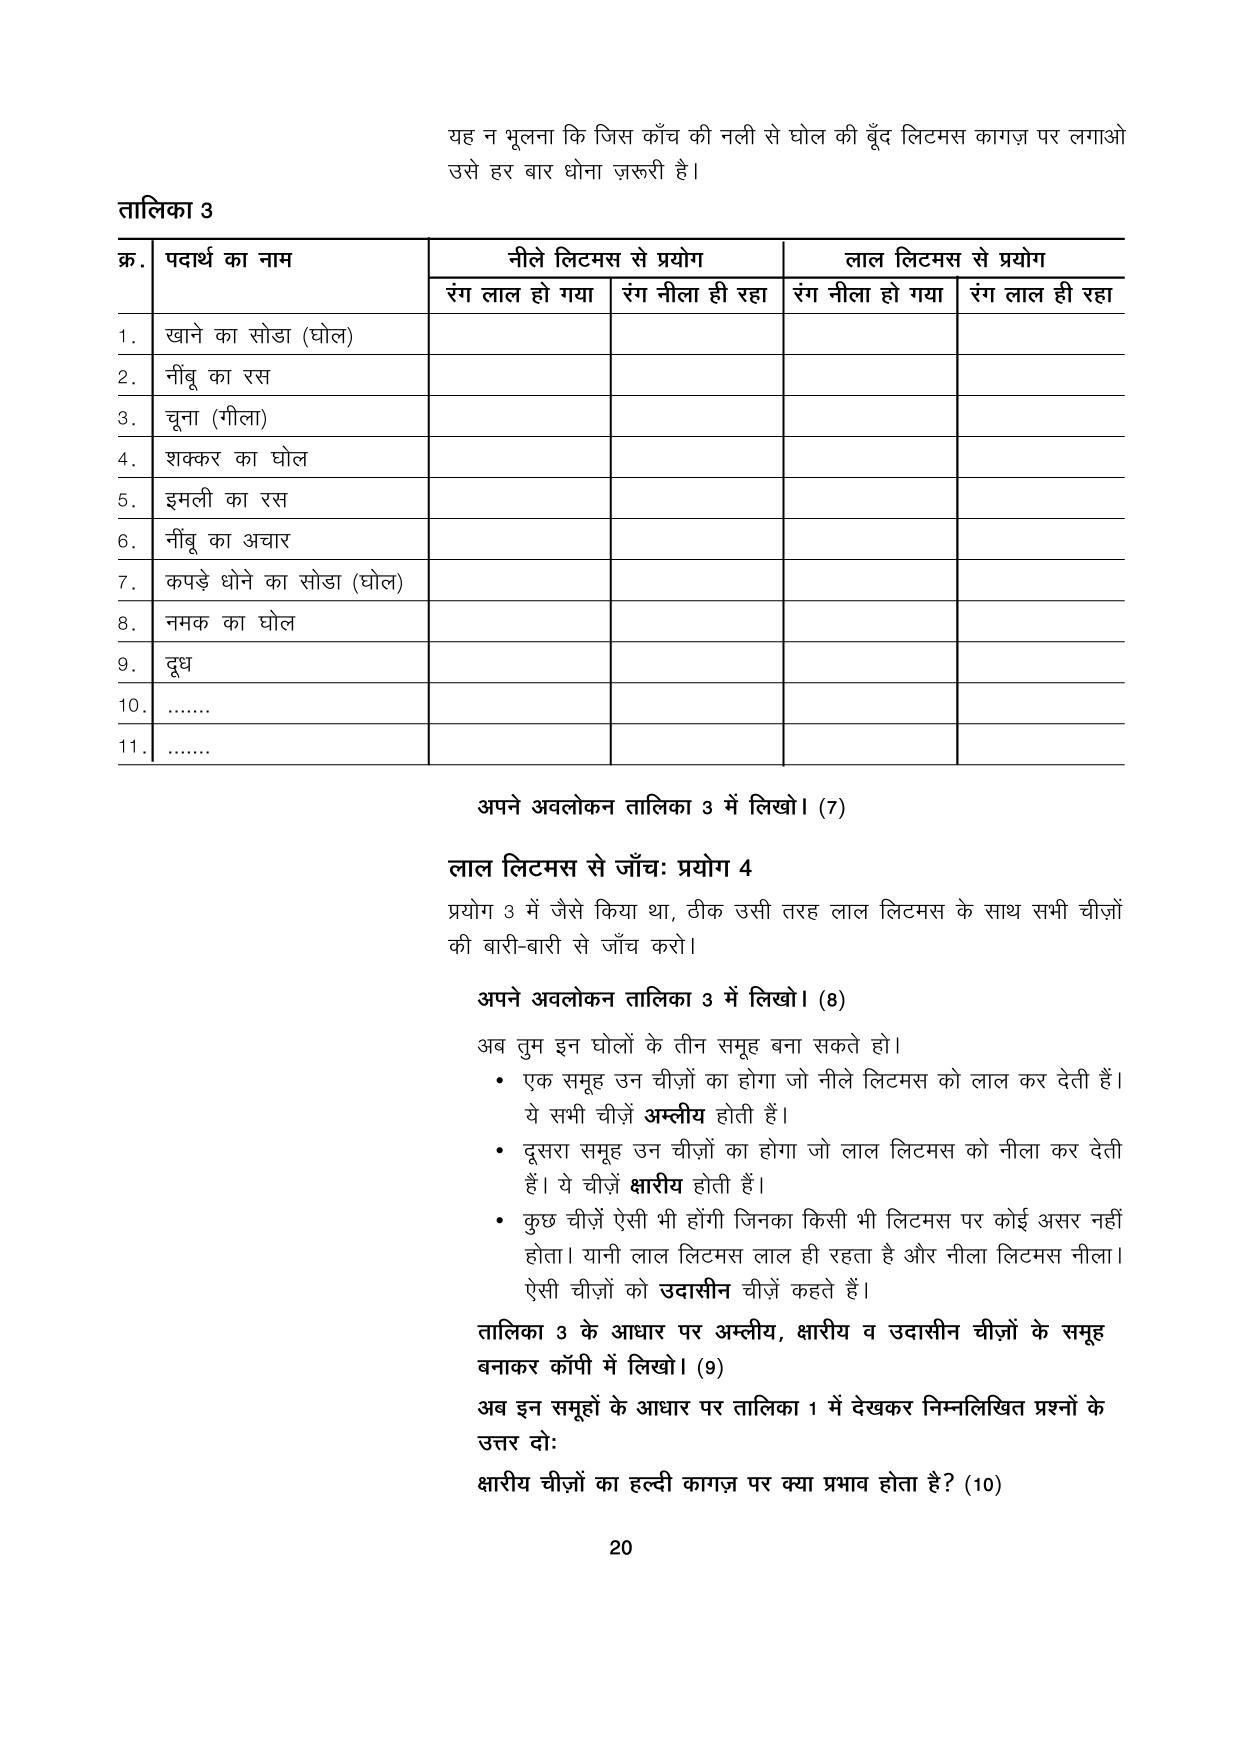 यह न भूलना कि जिस काँच की नली से घोल की बूँद लिटमस कागज़ पर लगाओ
उसे हर बार धोना ज़रूरी है।
तालिका 3
क्र. पदार्थ का नाम नीले लिटमस से प्रयोग लाल लिटमस से प्रयोग
रंग लाल हो गया रंग नीला ही रहा रंग नीला हो गया रंग लाल ही रहा
1. खाने का सोडा (घोल)
2. नींबू का रस
3. चूना (गीला)
4. शक्कर का घोल
5. इमली का रस
6. नींबू का अचार
7. कपड़े धोने का सोडा (घोल)
8. नमक का घोल
9. दूध
10. .......
11. .......
अपने अवलोकन तालिका 3 में लिखो। (7)
लाल लिटमस से जाँच: प्रयोग 4
प्रयोग 3 में जैसे किया था, ठीक उसी तरह लाल लिटमस के साथ सभी चीज़ों
की बारी-बारी से जाँच करो।
अपने अवलोकन तालिका 3 में लिखो। (8)
अब तुम इन घोलों के तीन समूह बना सकते हो।
• एक समूह उन चीज़ों का होगा जो नीले लिटमस को लाल कर देती हैं।
ये सभी चीज़ें अम्लीय होती हैं।
• दूसरा समूह उन चीज़ों का होगा जो लाल लिटमस को नीला कर देती
हैं। ये चीज़ें क्षारीय होती हैं।
• कुछ चीज़ें ऐसी भी होंगी जिनका किसी भी लिटमस पर कोई असर नहीं
होता। यानी लाल लिटमस लाल ही रहता है और नीला लिटमस नीला।
ऐसी चीज़ों को उदासीन चीज़ें कहते हैं।
तालिका 3 के आधार पर अम्लीय, क्षारीय व उदासीन चीज़ों के समूह
बनाकर कॉपी में लिखो। (9)
अब इन समूहों के आधार पर तालिका 1 में देखकर निम्नलिखित प्रश्नों के
उत्तर दो:
क्षारीय चीज़ों का हल्दी कागज़ पर क्या प्रभाव होता है? (10)
20